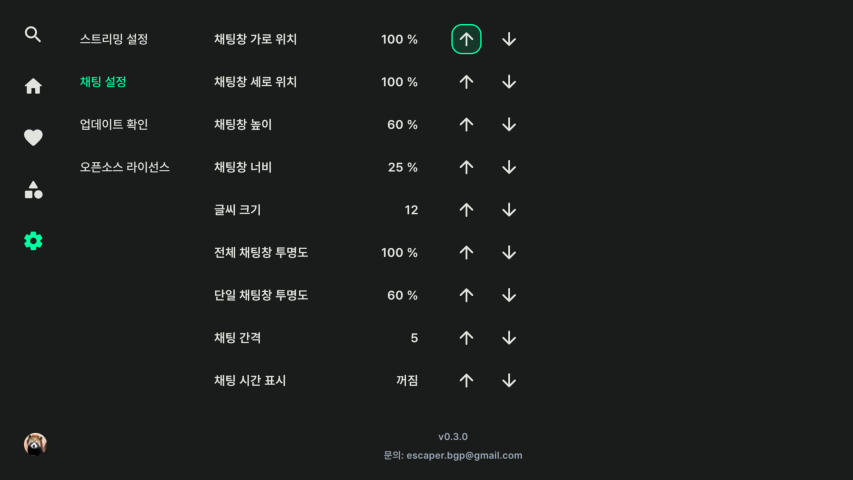 스트리밍 설정
채팅 설정
업데이트 확인
오픈소스 라이선스
채팅창 가로 위치 100 %
채팅창 세로 위치 100 %
채팅창 높이 60 %
채팅창 너비 25 %
글씨 크기 12
전체 채팅창 투명도 100 %
단일 채팅창 투명도 60 %
채팅 간격 5
채팅 시간 표시 꺼짐
v0.3.0
문의: escaper.bgp@gmail.com